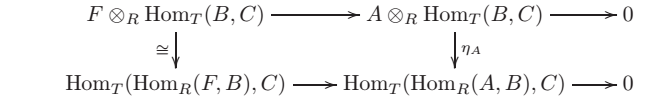 F ⊗_R Hom_T(B, C) ⟶ A ⊗_R Hom_T(B, C) ⟶ 0
≅ ↓ ↓ η_A
Hom_T(Hom_R(F, B), C) ⟶ Hom_T(Hom_R(A, B), C) ⟶ 0